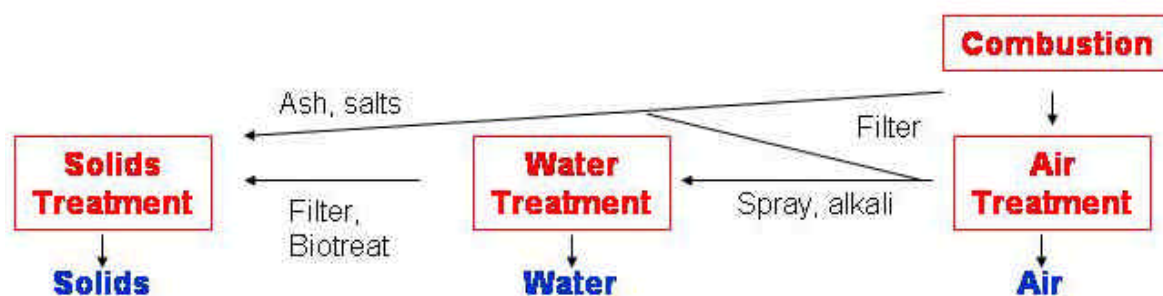 Combustion
Ash, salts
Filter
Solids
Treatment
Water
Treatment
Air
Treatment
Filter,
Biotreat
Spray, alkali
Solids
Water
Air